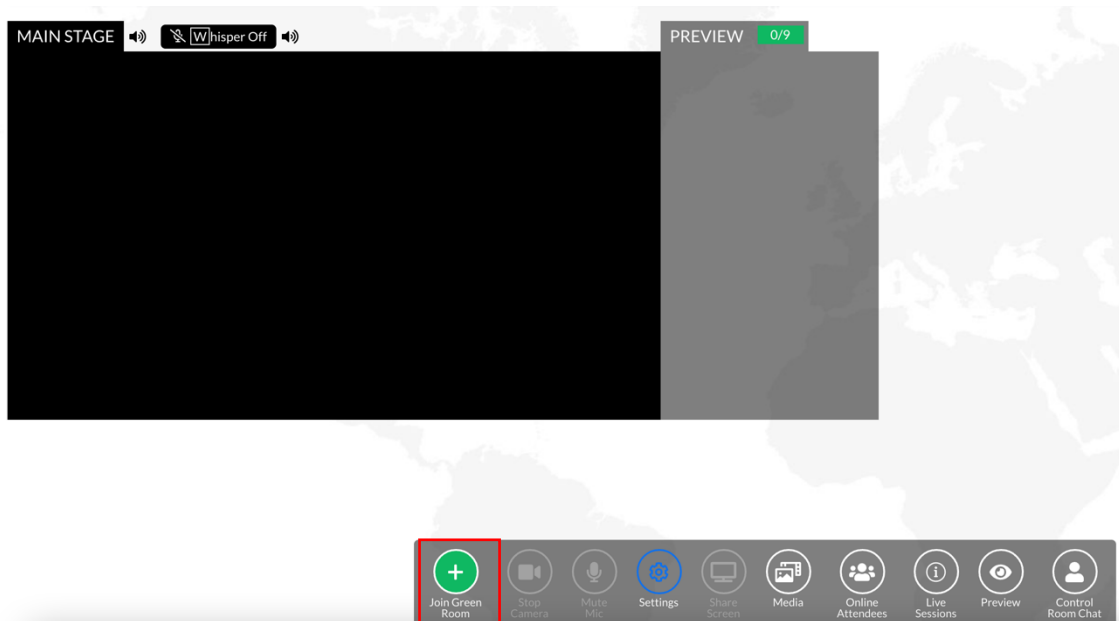 MAIN STAGE
Whisper Off
PREVIEW
0/9
Join Green
Room
Stop
Camera
Mute
Mic
Settings
Share
Screen
Media
Online
Attendees
Live
Sessions
Preview
Control
Room Chat